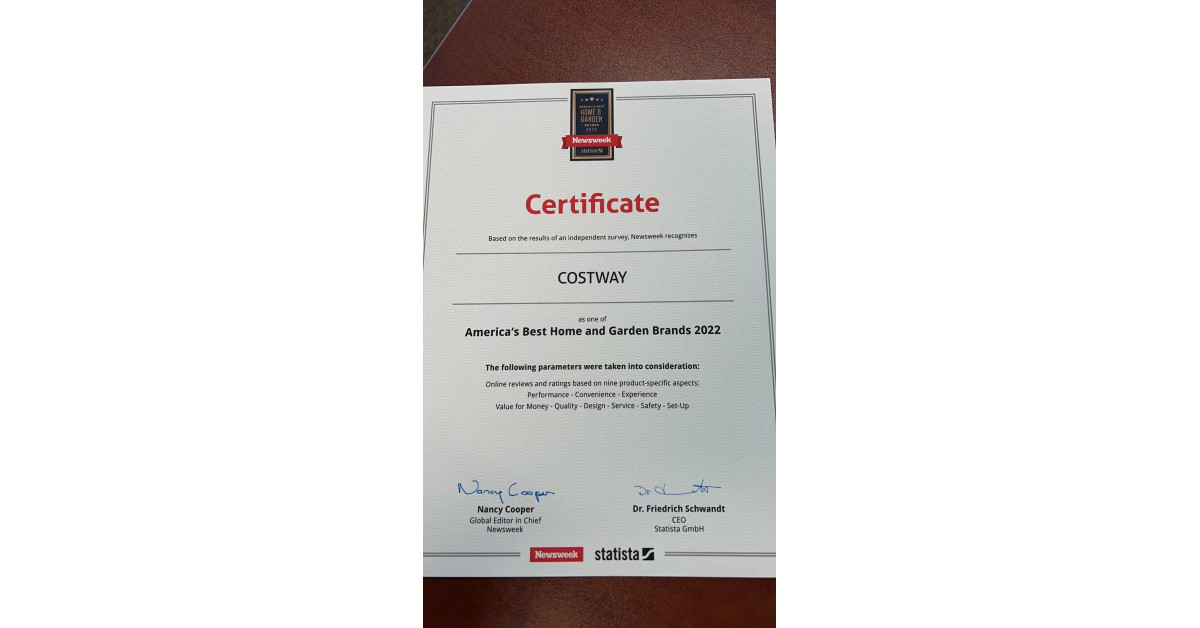 AMERICA'S BEST
HOME &
GARDEN
BRANDS
2022
Newsweek
statista
Certificate
Based on the results of an independent survey, Newsweek recognizes
COSTWAY
as one of
America's Best Home and Garden Brands 2022
The following parameters were taken into consideration:
Online reviews and ratings based on nine product-specific aspects:
Performance - Convenience - Experience
Value for Money - Quality - Design - Service - Safety - Set-Up
Nancy Cooper
Nancy Cooper
Global Editor in Chief
Newsweek
Dr. Friedrich Schwandt
CEO
Statista GmbH
Newsweek statista